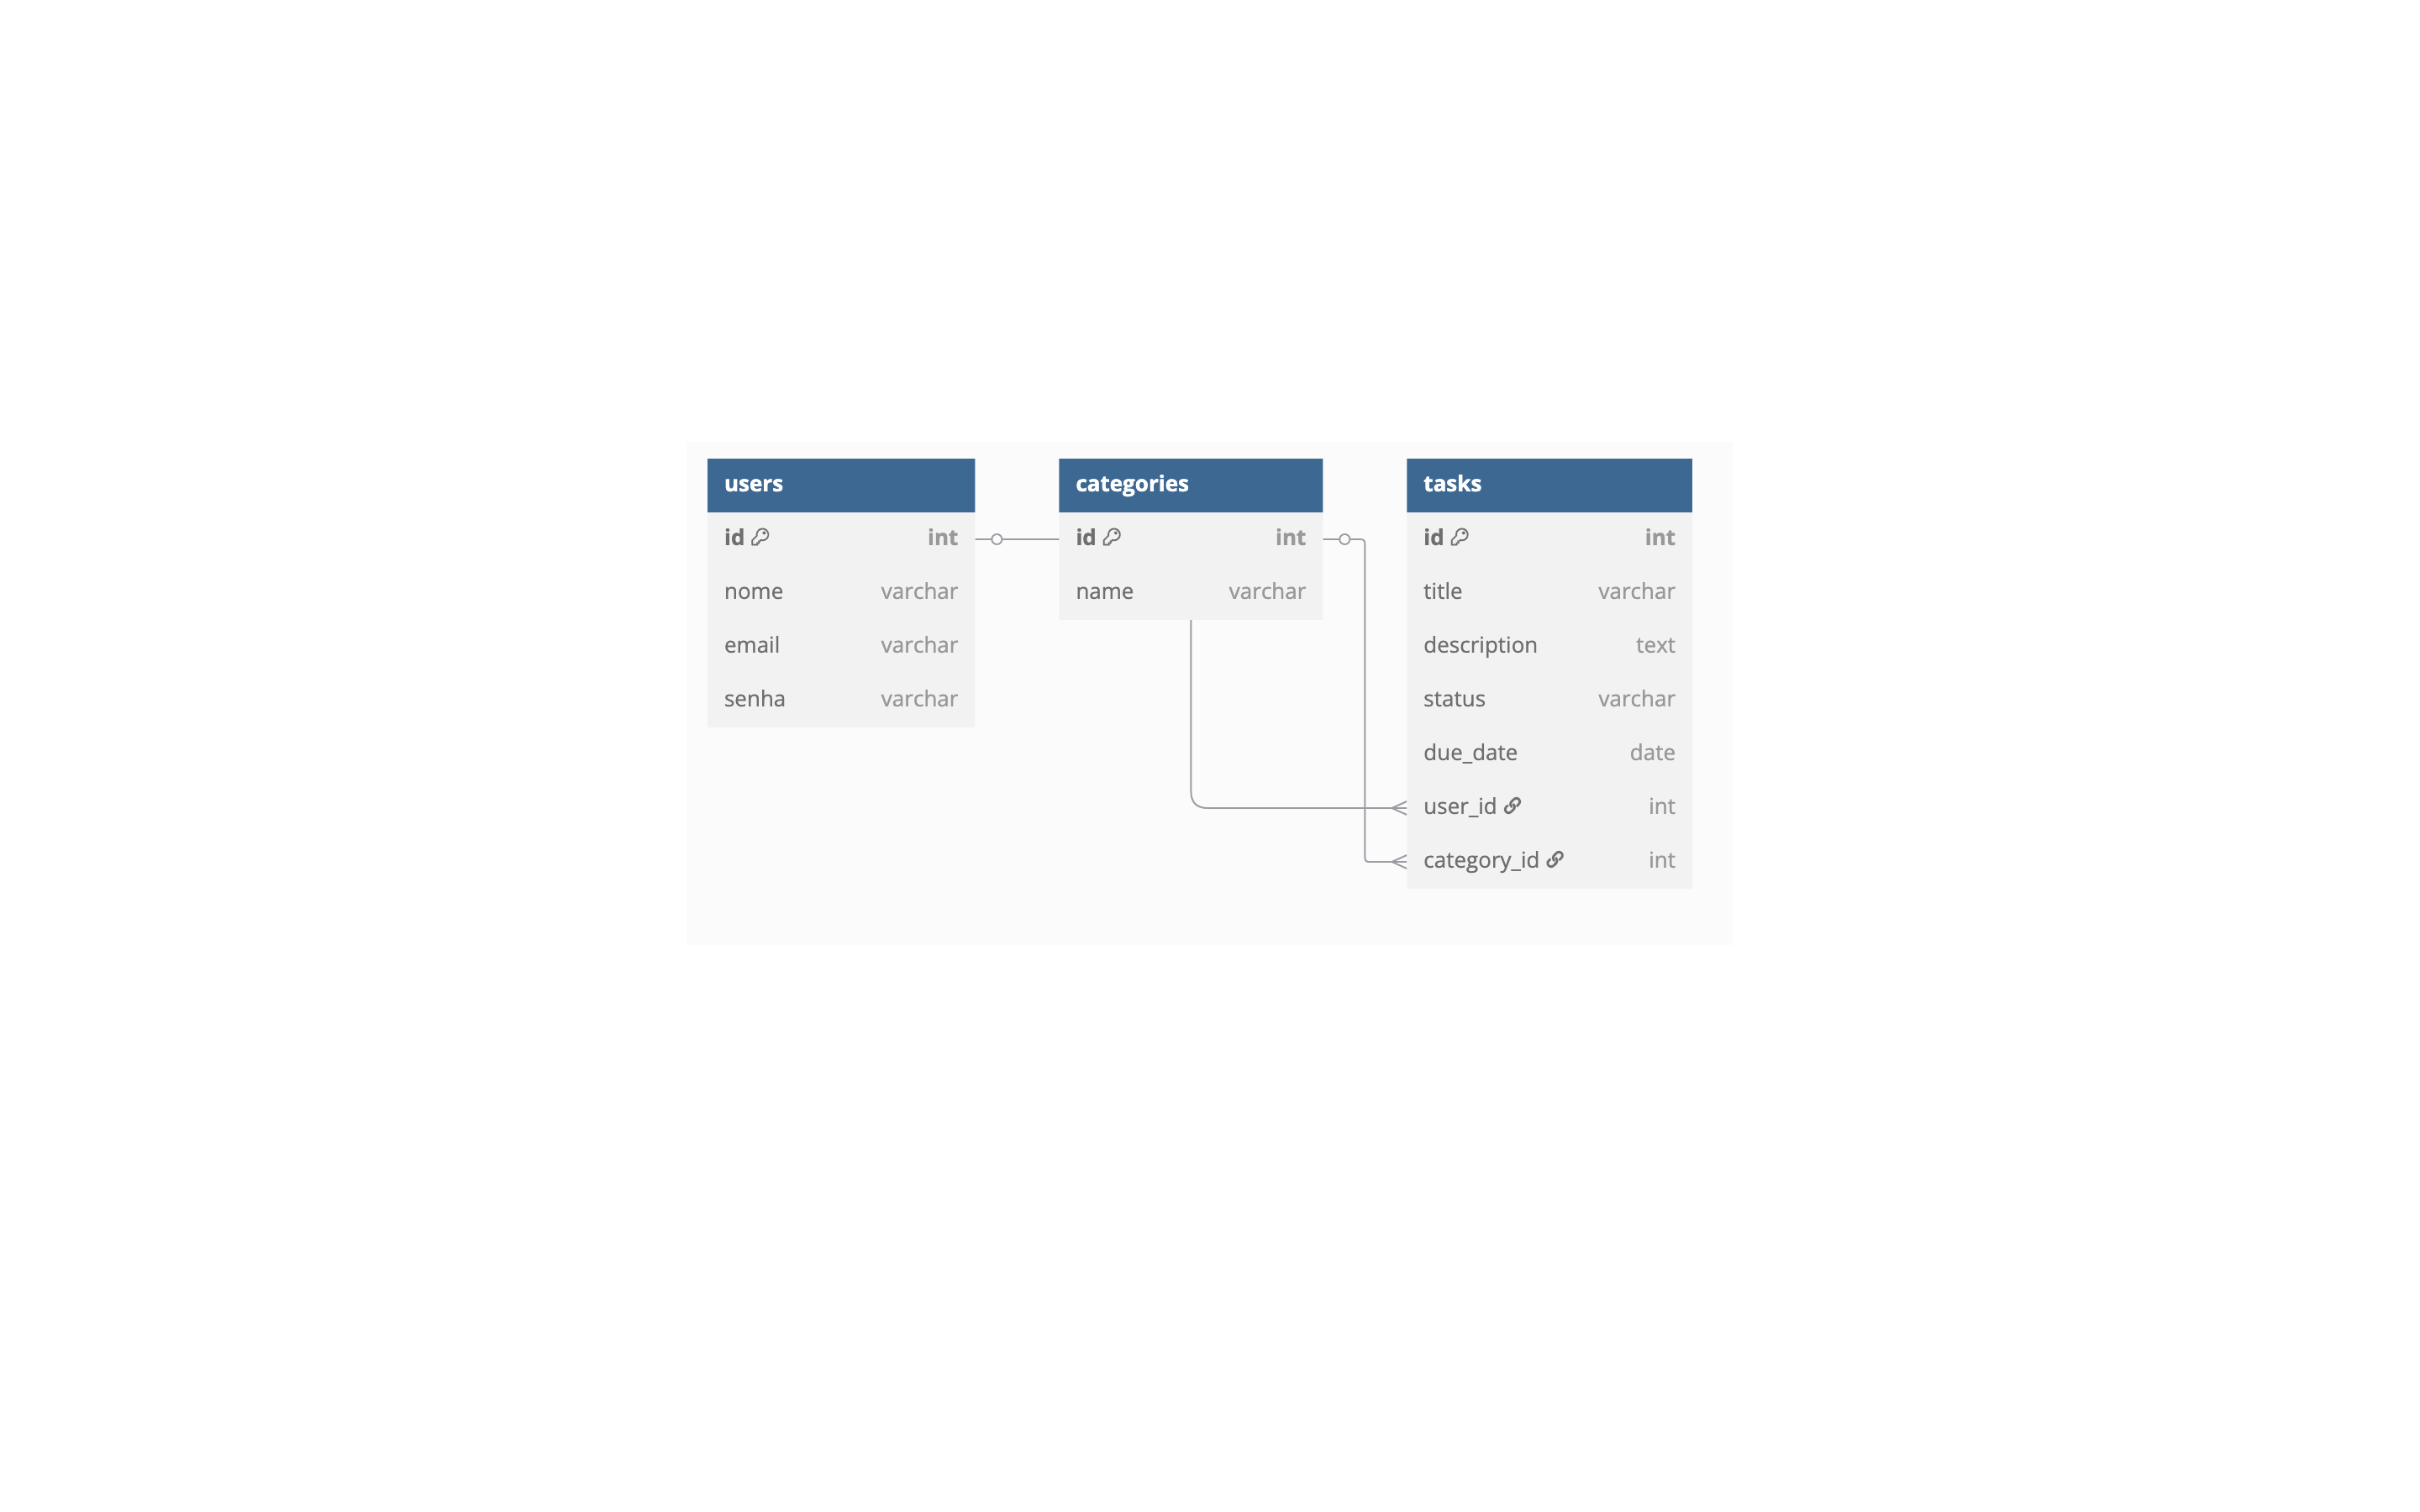 users
id int
nome varchar
email varchar
senha varchar
categories
id int
name varchar
tasks
id int
title varchar
description text
status varchar
due_date date
user_id int
category_id int